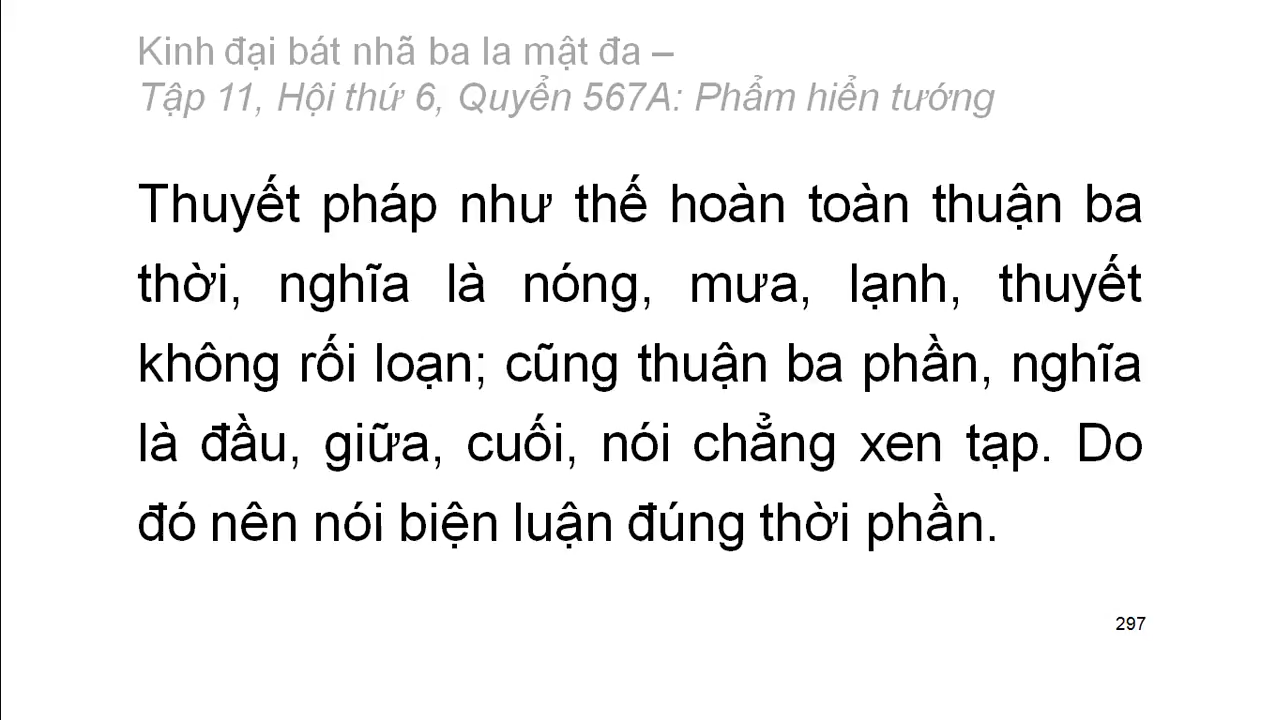 Kinh đại bát nhã ba la mật đa –
Tập 11, Hội thứ 6, Quyển 567A: Phẩm hiển tướng
Thuyết pháp như thế hoàn toàn thuận ba
thời, nghĩa là nóng, mưa, lạnh, thuyết
không rối loạn; cũng thuận ba phần, nghĩa
là đầu, giữa, cuối, nói chẳng xen tạp. Do
đó nên nói biện luận đúng thời phần.
297